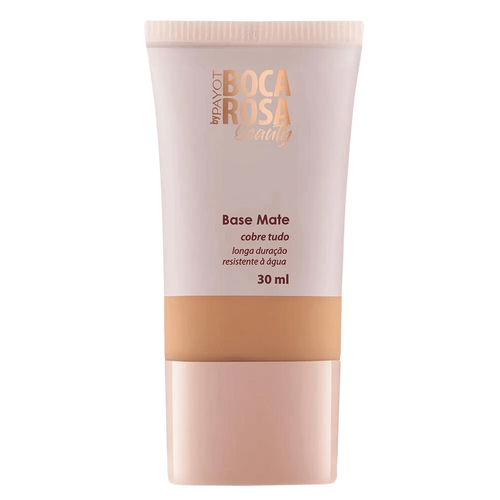 BOCA
ROSA
beauty
by PAYOT
Base Mate
cobre tudo
longa duração
resistente à água
30 ml